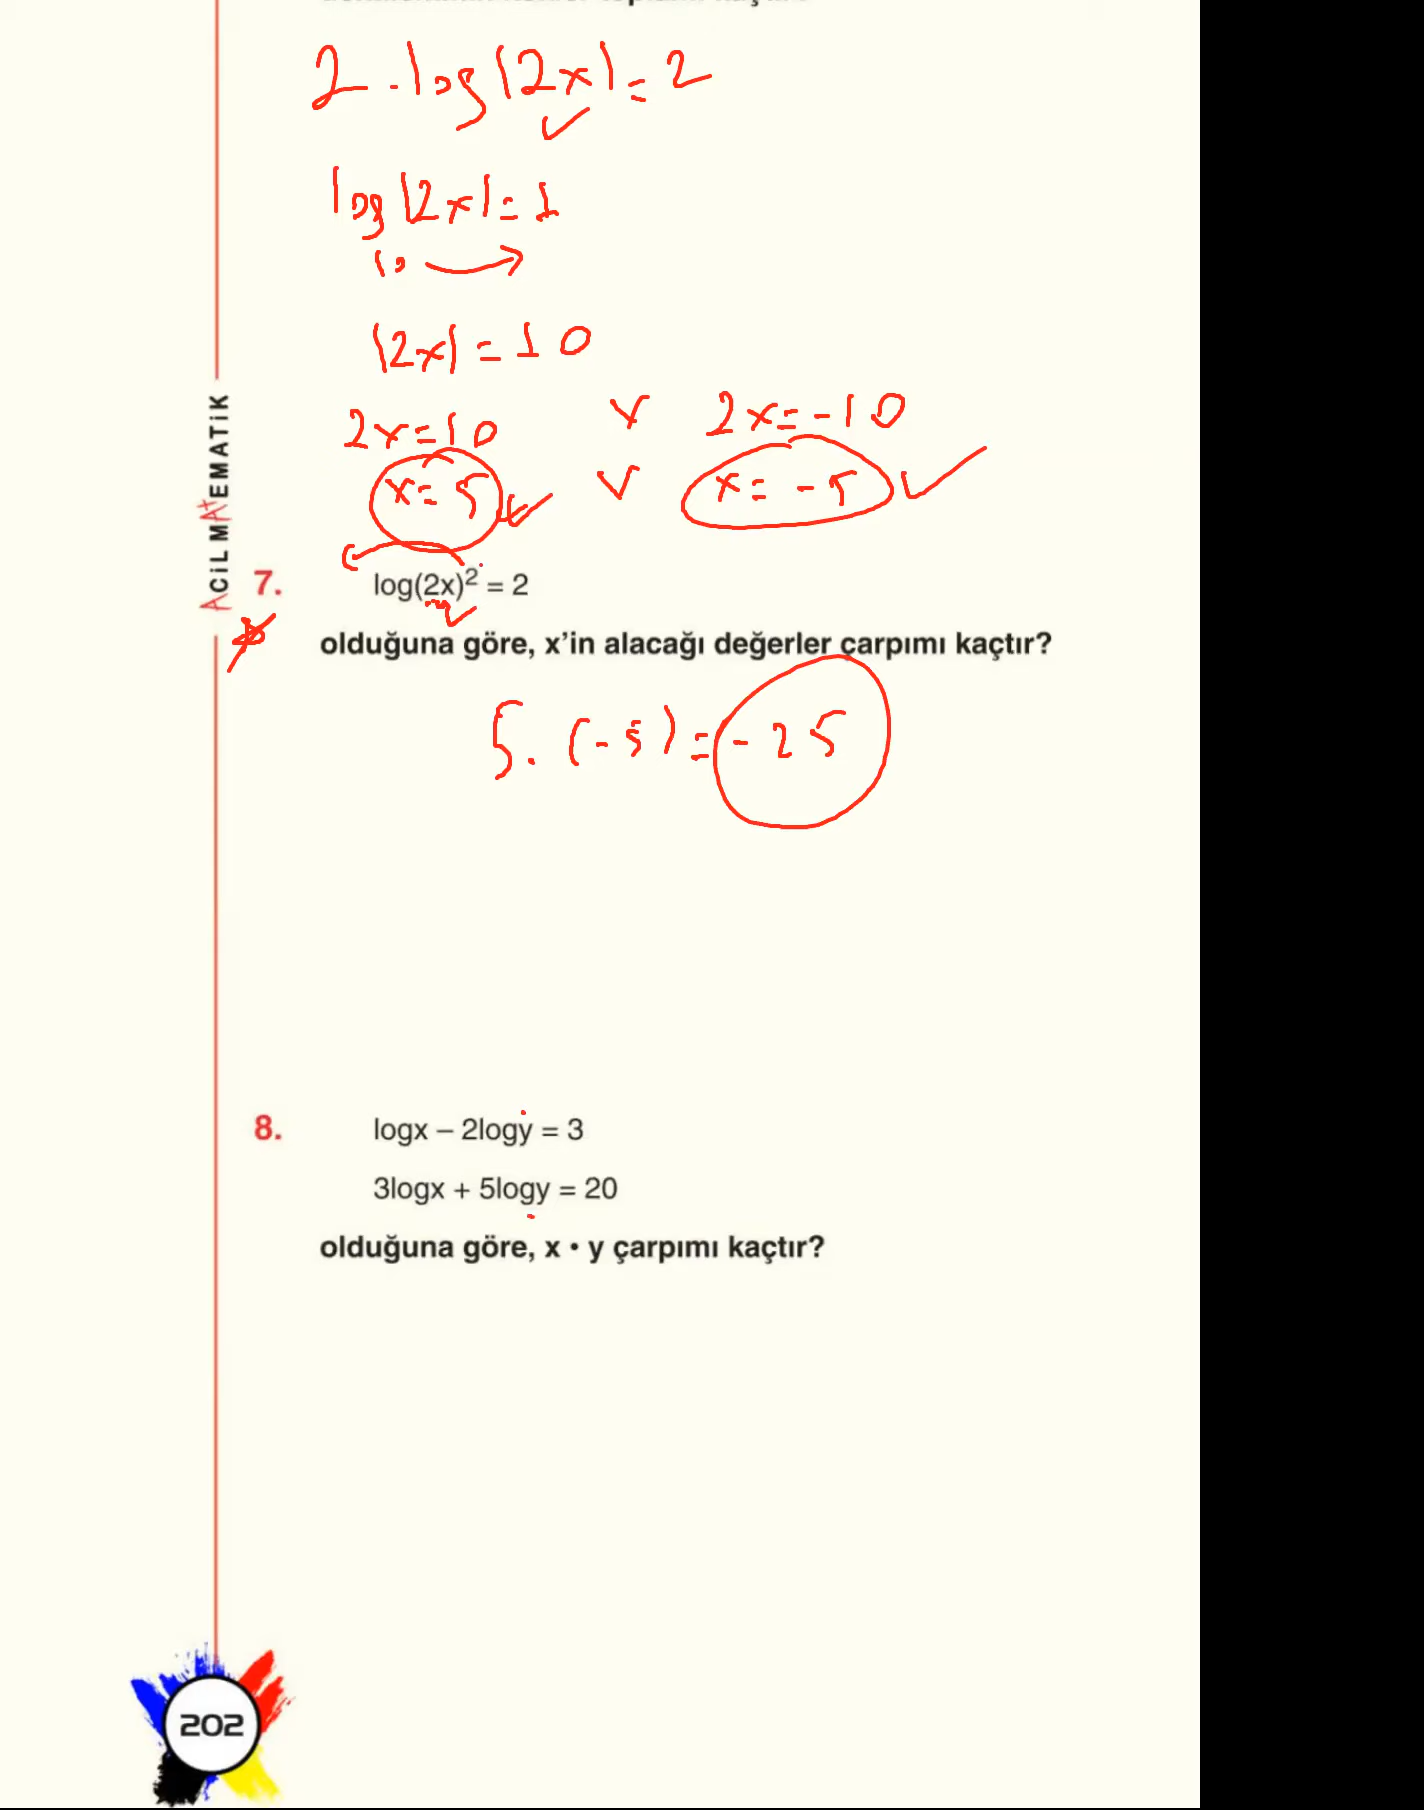 2 . log |2x| = 2
log |2x| = 1
10
|2x| = 10
2x = 10 v 2x = -10
x = 5 v x = -5
ACiLMATEMATiK
7. log(2x)² = 2
olduğuna göre, x'in alacağı değerler çarpımı kaçtır?
5 . (-5) = -25
8. logx – 2logy = 3
3logx + 5logy = 20
olduğuna göre, x • y çarpımı kaçtır?
202